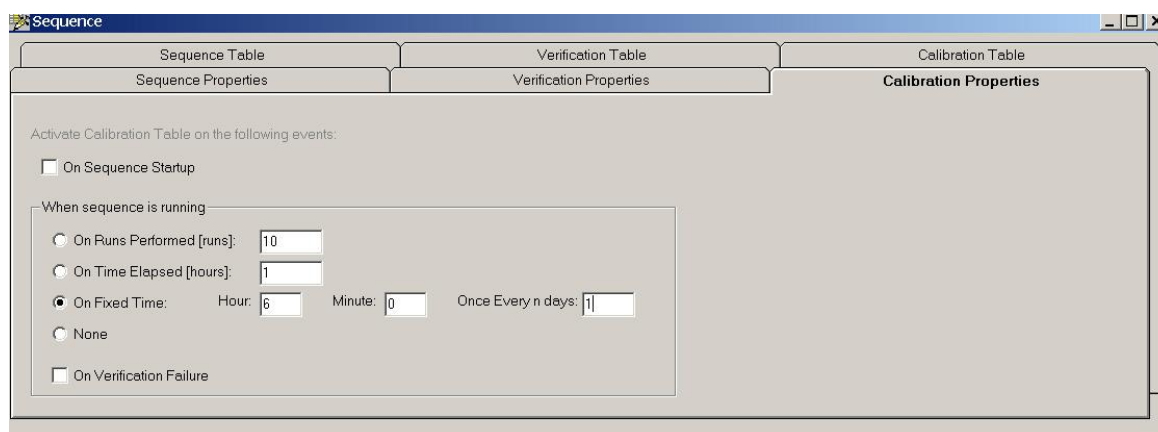 Sequence
Sequence Table Verification Table Calibration Table
Sequence Properties Verification Properties Calibration Properties
Activate Calibration Table on the following events:
On Sequence Startup
When sequence is running
On Runs Performed [runs]: 10
On Time Elapsed [hours]: 1
On Fixed Time: Hour: 6 Minute: 0 Once Every n days: 1
None
On Verification Failure